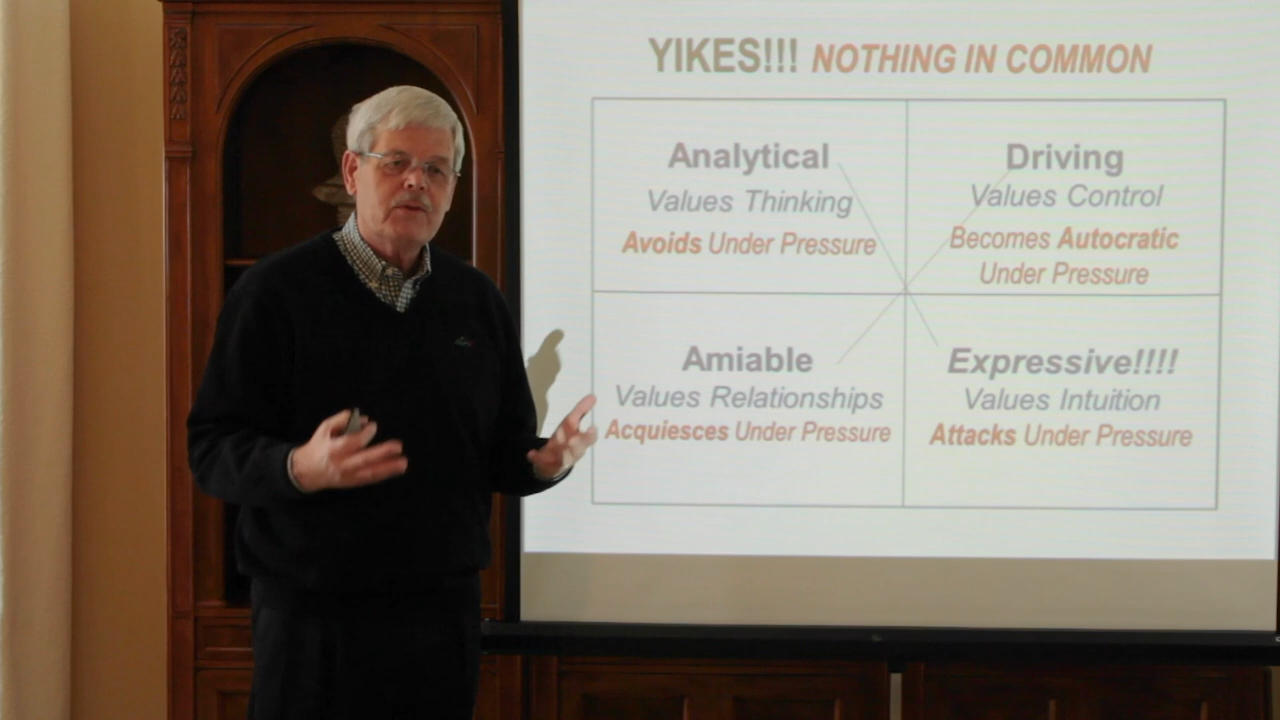 YIKES!!! NOTHING IN COMMON
Analytical
Values Thinking
Avoids Under Pressure
Driving
Values Control
Becomes Autocratic
Under Pressure
Amiable
Values Relationships
Acquiesces Under Pressure
Expressive!!!!
Values Intuition
Attacks Under Pressure